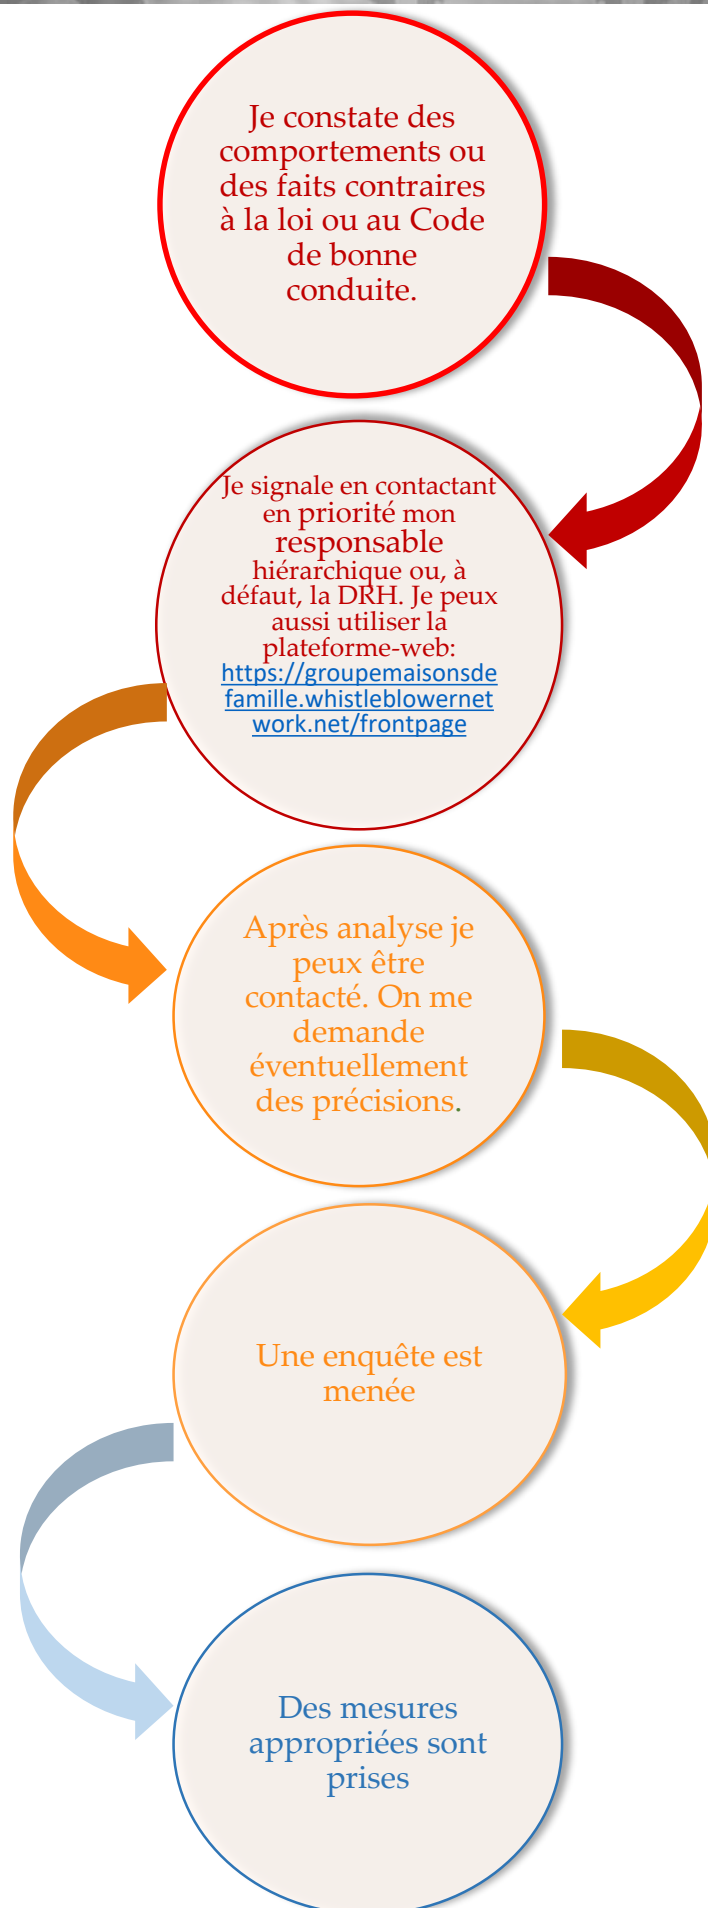 Je constate des
comportements ou
des faits contraires
à la loi ou au Code
de bonne
conduite.
Je signale en contactant
en priorité mon
responsable
hiérarchique ou, à
défaut, la DRH. Je peux
aussi utiliser la
plateforme-web:
https://groupemaisonsde
famille.whistleblowernet
work.net/frontpage
Après analyse je
peux être
contacté. On me
demande
éventuellement
des précisions.
Une enquête est
menée
Des mesures
appropriées sont
prises